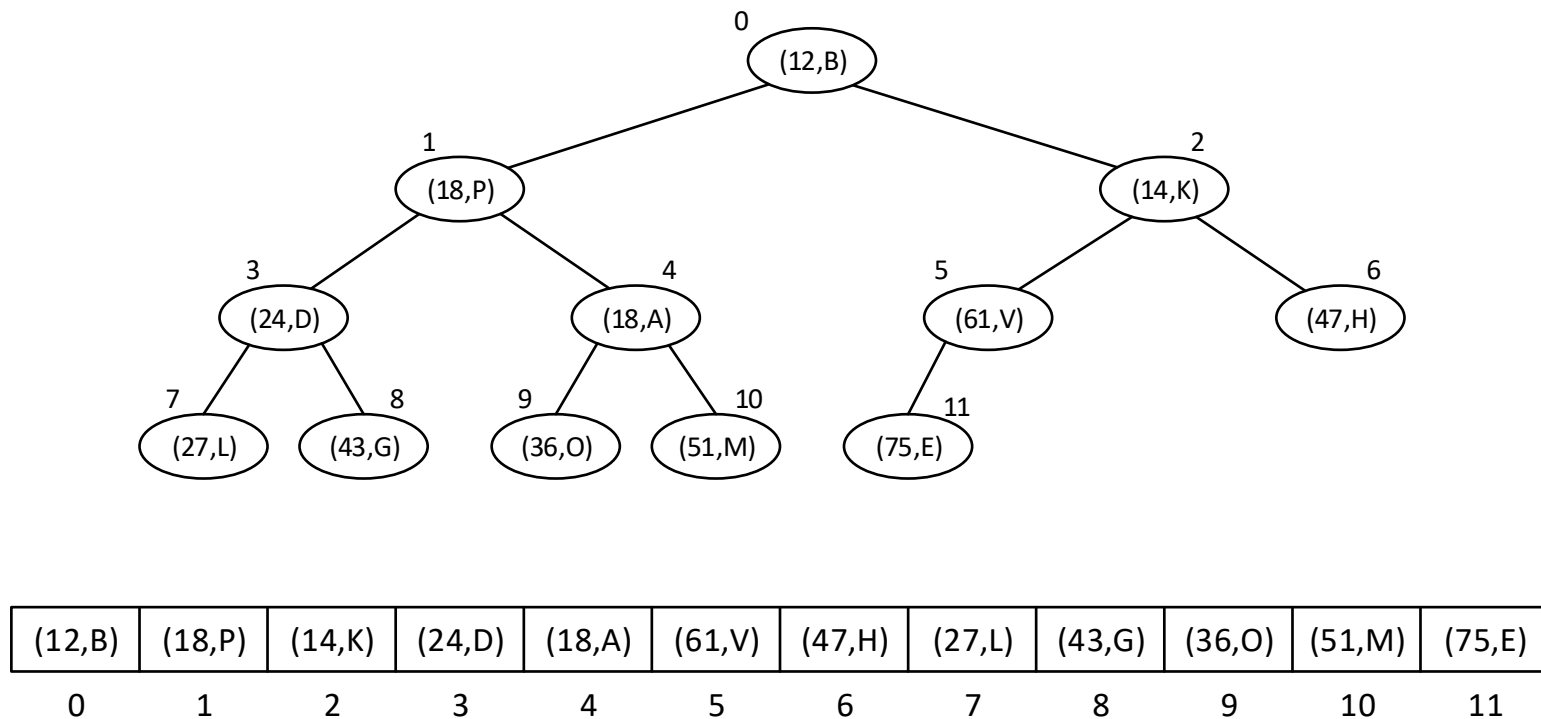 0
(12,B)
1 2
(18,P) (14,K)
3 4 5 6
(24,D) (18,A) (61,V) (47,H)
7 8 9 10 11
(27,L) (43,G) (36,O) (51,M) (75,E)
(12,B) (18,P) (14,K) (24,D) (18,A) (61,V) (47,H) (27,L) (43,G) (36,O) (51,M) (75,E)
0 1 2 3 4 5 6 7 8 9 10 11